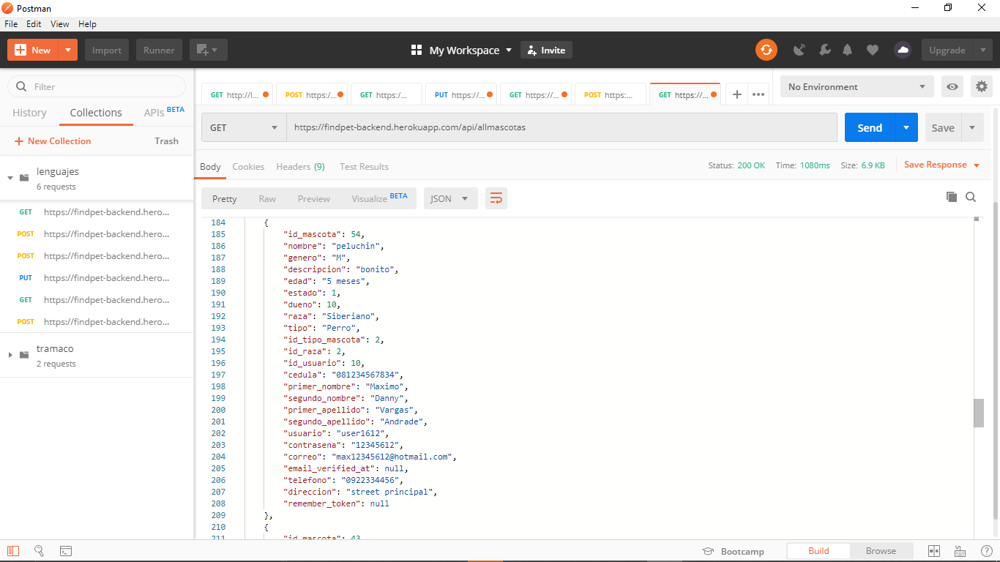 Postman
File Edit View Help
New Import Runner My Workspace Invite Upgrade
Filter
History Collections APIs BETA
New Collection Trash
lenguajes
6 requests
GET https://findpet-backend.hero...
POST https://findpet-backend.hero...
POST https://findpet-backend.hero...
PUT https://findpet-backend.hero...
GET https://findpet-backend.hero...
POST https://findpet-backend.hero...
tramaco
2 requests
GET http://l... POST https:/... GET https:/... PUT https://... GET https://... POST https:... GET https://...
No Environment
GET https://findpet-backend.herokuapp.com/api/allmascotas Send Save
Body Cookies Headers (9) Test Results Status: 200 OK Time: 1080ms Size: 6.9 KB Save Response
Pretty Raw Preview Visualize BETA JSON
184 {
185 "id_mascota": 54,
186 "nombre": "peluchin",
187 "genero": "M",
188 "descripcion": "bonito",
189 "edad": "5 meses",
190 "estado": 1,
191 "dueno": 10,
192 "raza": "Siberiano",
193 "tipo": "Perro",
194 "id_tipo_mascota": 2,
195 "id_raza": 2,
196 "id_usuario": 10,
197 "cedula": "081234567834",
198 "primer_nombre": "Maximo",
199 "segundo_nombre": "Danny",
200 "primer_apellido": "Vargas",
201 "segundo_apellido": "Andrade",
202 "usuario": "user1612",
203 "contrasena": "12345612",
204 "correo": "max12345612@hotmail.com",
205 "email_verified_at": null,
206 "telefono": "0922334456",
207 "direccion": "street principal",
208 "remember_token": null
209 },
210 {
211 "id_mascota": 43,
Bootcamp Build Browse